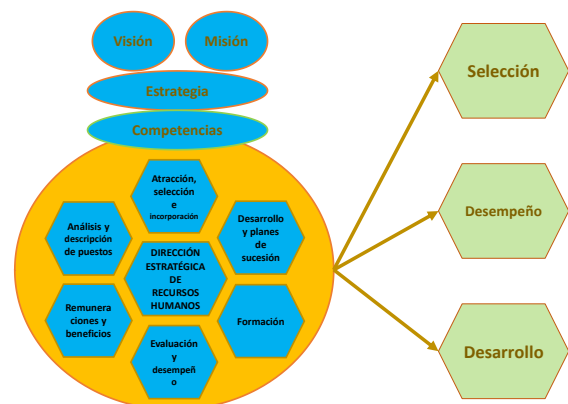 Visión
Misión
Estrategia
Competencias
Atracción,
selección
e
incorporación
Análisis y
descripción
de puestos
Desarrollo
y planes de
sucesión
DIRECCIÓN
ESTRATÉGICA
DE
RECURSOS
HUMANOS
Remunera
ciones y
beneficios
Formación
Evaluación
y
desempeñ
o
Selección
Desempeño
Desarrollo